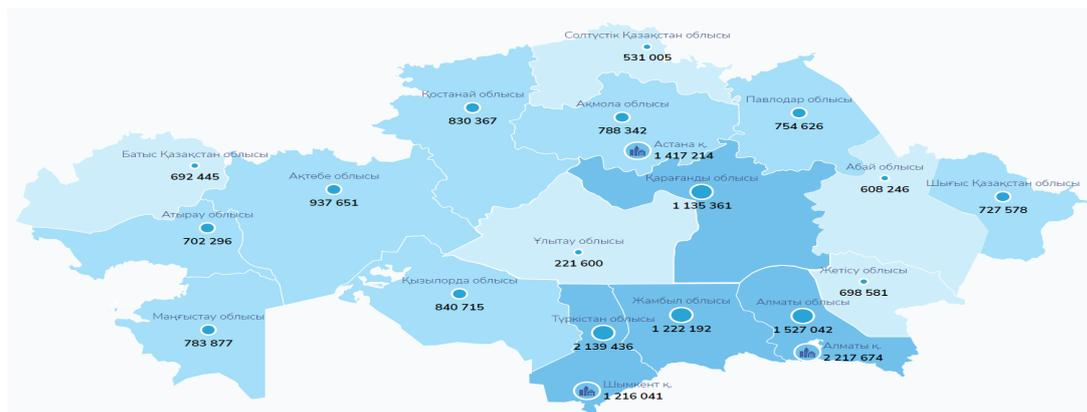 Солтүстік Қазақстан облысы
531 005
Қостанай облысы
830 367
Ақмола облысы
788 342
Павлодар облысы
754 626
Астана қ.
1 417 214
Батыс Қазақстан облысы
692 445
Ақтөбе облысы
937 651
Қарағанды облысы
1 135 361
Абай облысы
608 246
Шығыс Қазақстан облысы
727 578
Атырау облысы
702 296
Ұлытау облысы
221 600
Жетісу облысы
698 581
Қызылорда облысы
840 715
Маңғыстау облысы
783 877
Түркістан облысы
2 139 436
Жамбыл облысы
1 222 192
Алматы облысы
1 527 042
Алматы қ.
2 217 674
Шымкент қ.
1 216 041